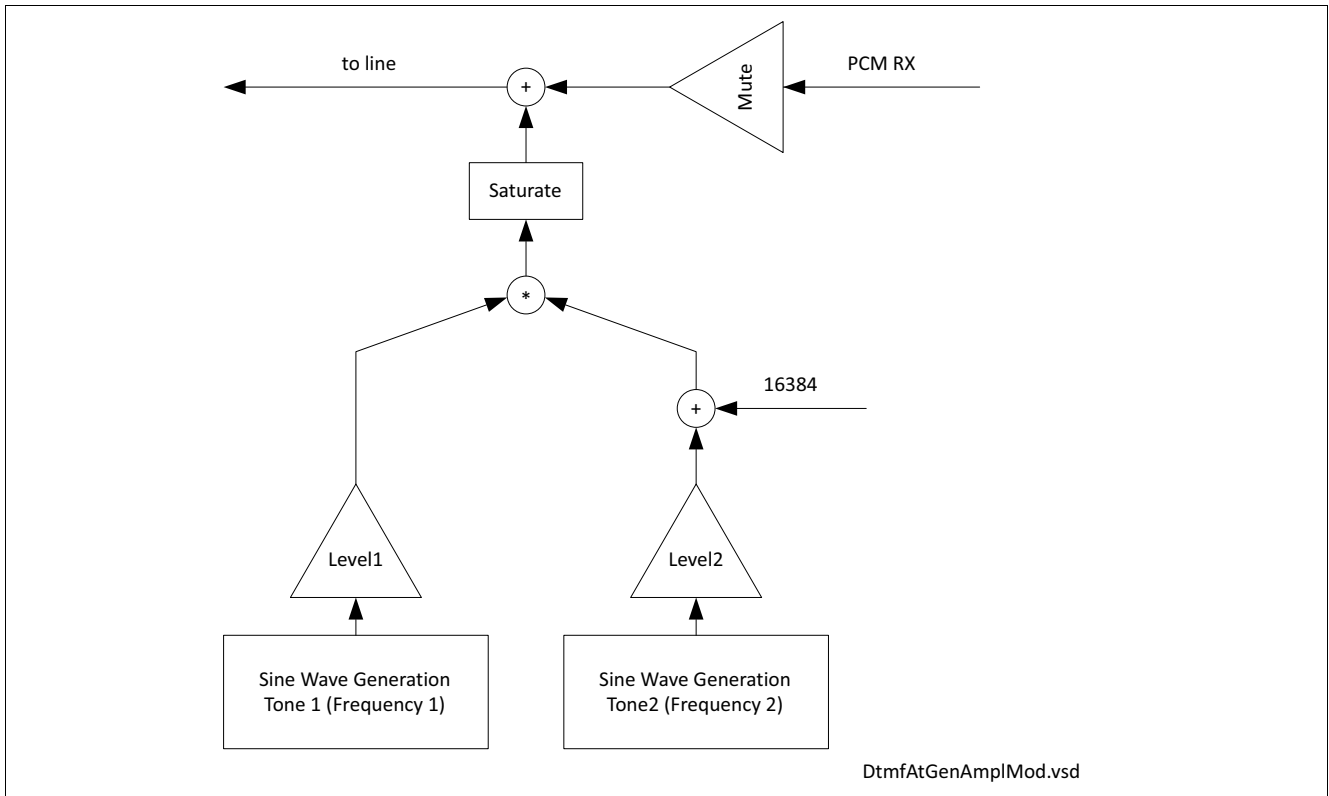 to line
+
Mute
PCM RX
Saturate
*
16384
+
Level1
Level2
Sine Wave Generation
Tone 1 (Frequency 1)
Sine Wave Generation
Tone2 (Frequency 2)
DtmfAtGenAmplMod.vsd